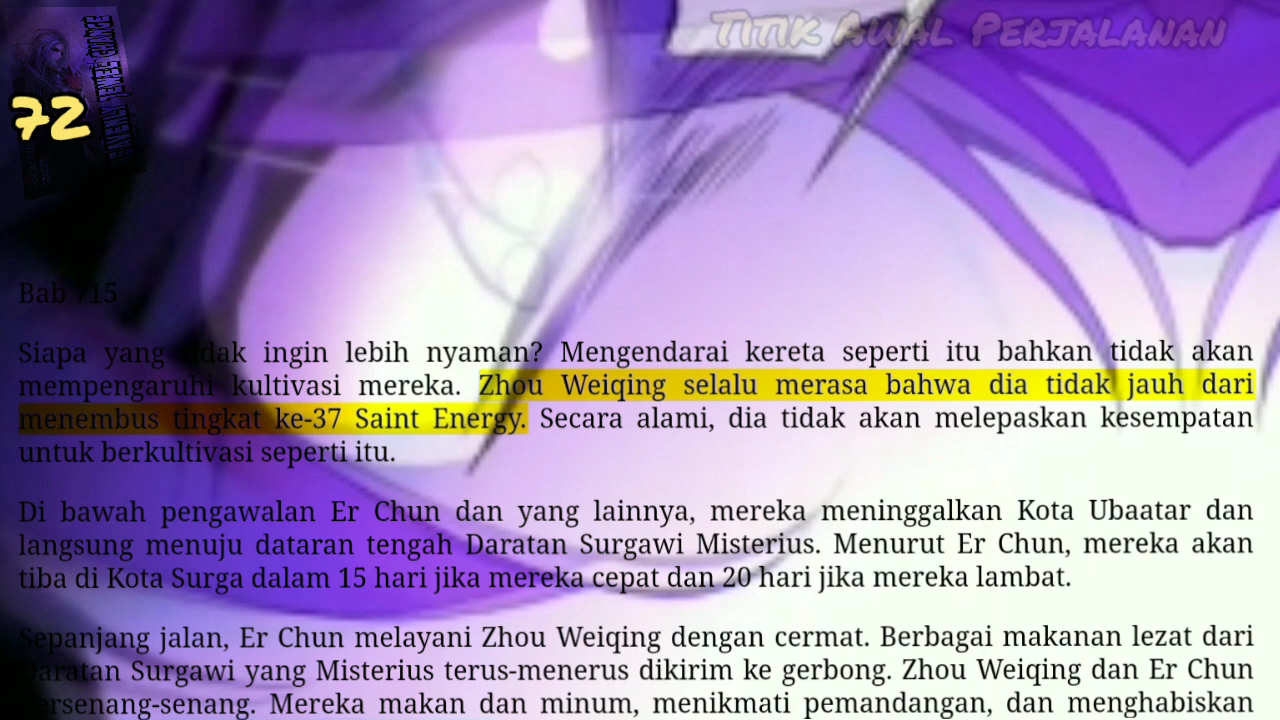 Titik Awal Perjalanan
72
Bab 715
Siapa yang tidak ingin lebih nyaman? Mengendarai kereta seperti itu bahkan tidak akan
mempengaruhi kultivasi mereka. Zhou Weiqing selalu merasa bahwa dia tidak jauh dari
menembus tingkat ke-37 Saint Energy. Secara alami, dia tidak akan melepaskan kesempatan
untuk berkultivasi seperti itu.
Di bawah pengawalan Er Chun dan yang lainnya, mereka meninggalkan Kota Ubaatar dan
langsung menuju dataran tengah Daratan Surgawi Misterius. Menurut Er Chun, mereka akan
tiba di Kota Surga dalam 15 hari jika mereka cepat dan 20 hari jika mereka lambat.
Sepanjang jalan, Er Chun melayani Zhou Weiqing dengan cermat. Berbagai makanan lezat dari
Daratan Surgawi yang Misterius terus-menerus dikirim ke gerbong. Zhou Weiqing dan Er Chun
bersenang-senang. Mereka makan dan minum, menikmati pemandangan, dan menghabiskan